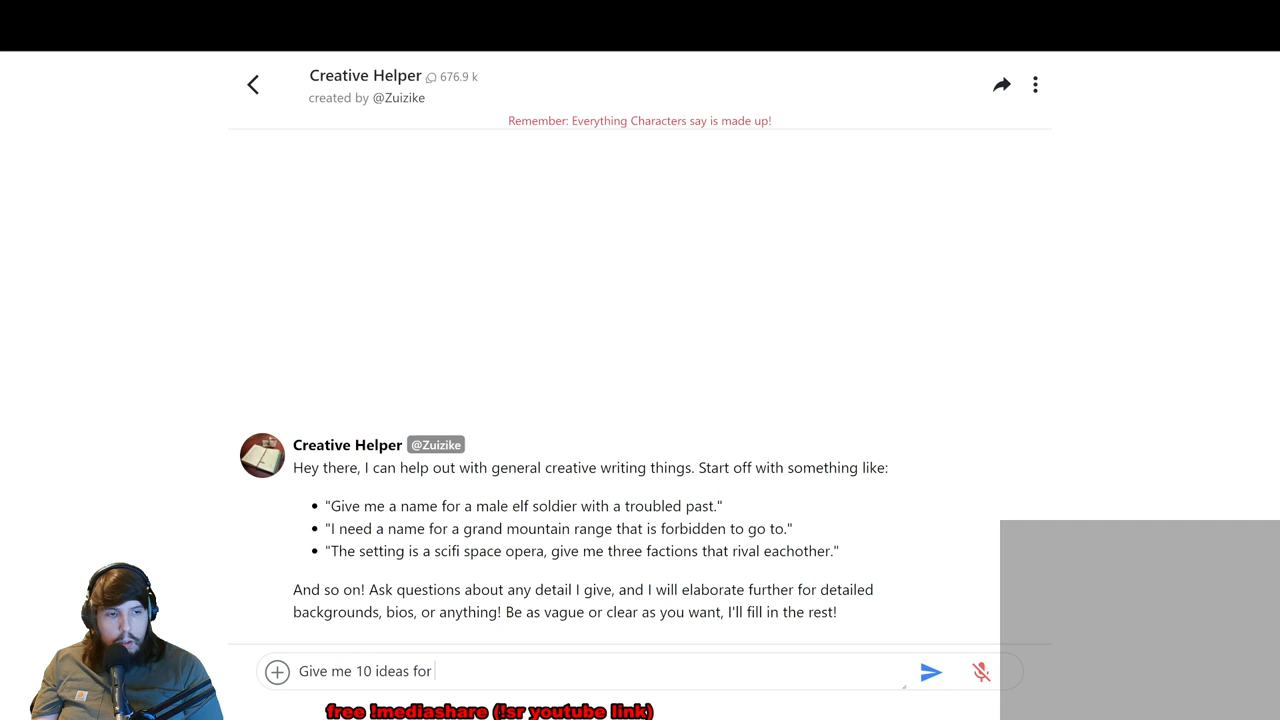 Creative Helper 676.9 k
created by @Zuizike
Remember: Everything Characters say is made up!
Creative Helper @Zuizike
Hey there, I can help out with general creative writing things. Start off with something like:
"Give me a name for a male elf soldier with a troubled past."
"I need a name for a grand mountain range that is forbidden to go to."
"The setting is a scifi space opera, give me three factions that rival eachother."
And so on! Ask questions about any detail I give, and I will elaborate further for detailed
backgrounds, bios, or anything! Be as vague or clear as you want, I'll fill in the rest!
Give me 10 ideas for
free !mediashare (!sr youtube link)